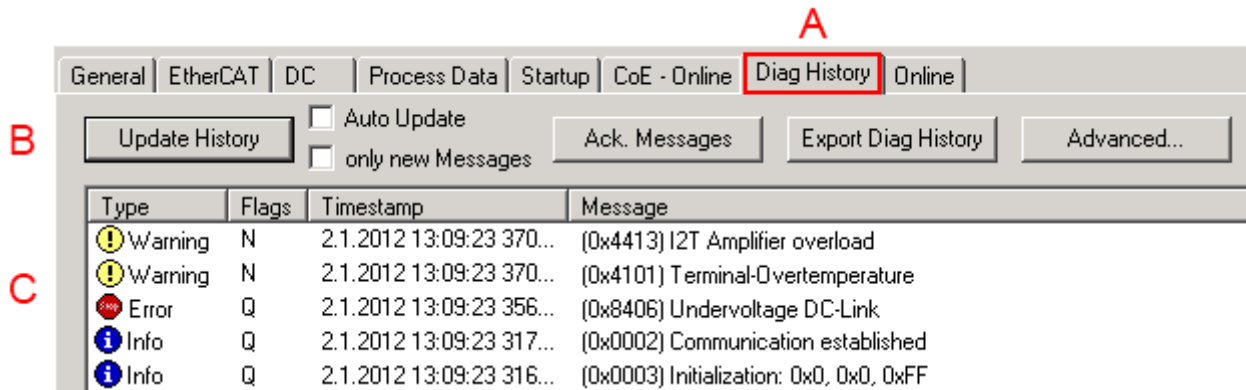 A
General EtherCAT DC Process Data Startup CoE - Online Diag History Online
B
Update History Auto Update Ack. Messages Export Diag History Advanced...
only new Messages
Type Flags Timestamp Message
C
Warning N 2.1.2012 13:09:23 370... (0x4413) I2T Amplifier overload
Warning N 2.1.2012 13:09:23 370... (0x4101) Terminal-Overtemperature
Error Q 2.1.2012 13:09:23 356... (0x8406) Undervoltage DC-Link
Info Q 2.1.2012 13:09:23 317... (0x0002) Communication established
Info Q 2.1.2012 13:09:23 316... (0x0003) Initialization: 0x0, 0x0, 0xFF